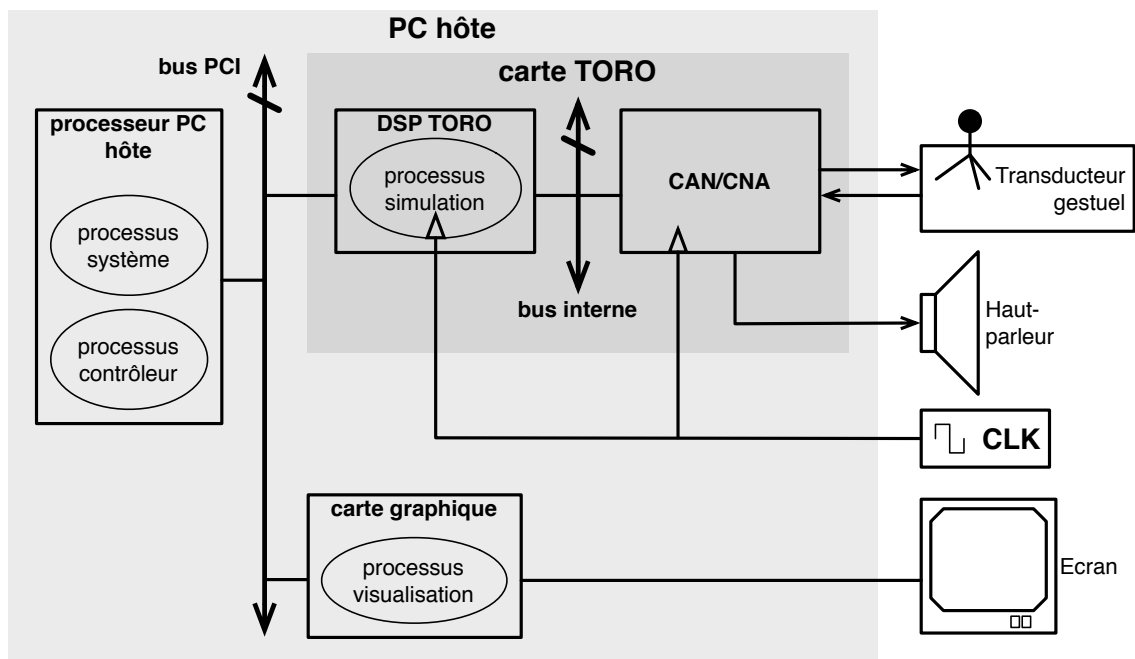 PC hôte
bus PCI
carte TORO
processeur PC
hôte
DSP TORO
processus
simulation
CAN/CNA
Transducteur
gestuel
processus
système
bus interne
Haut-
parleur
processus
contrôleur
CLK
carte graphique
processus
visualisation
Ecran